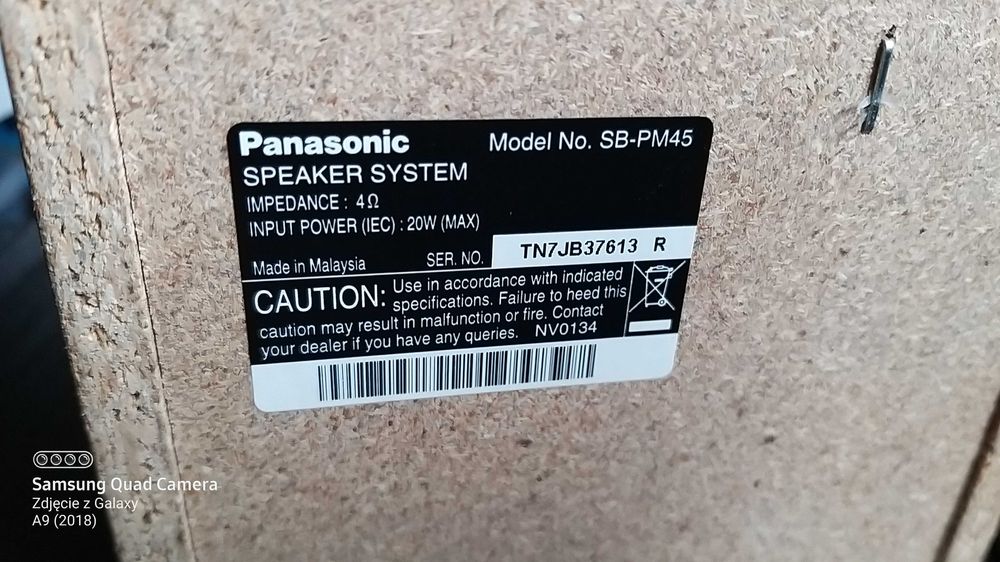 Panasonic Model No. SB-PM45
SPEAKER SYSTEM
IMPEDANCE : 4Ω
INPUT POWER (IEC) : 20W (MAX)
Made in Malaysia SER. NO. TN7JB37613 R
CAUTION: Use in accordance with indicated
specifications. Failure to heed this
caution may result in malfunction or fire. Contact
your dealer if you have any queries. NV0134
Samsung Quad Camera
Zdjęcie z Galaxy
A9 (2018)